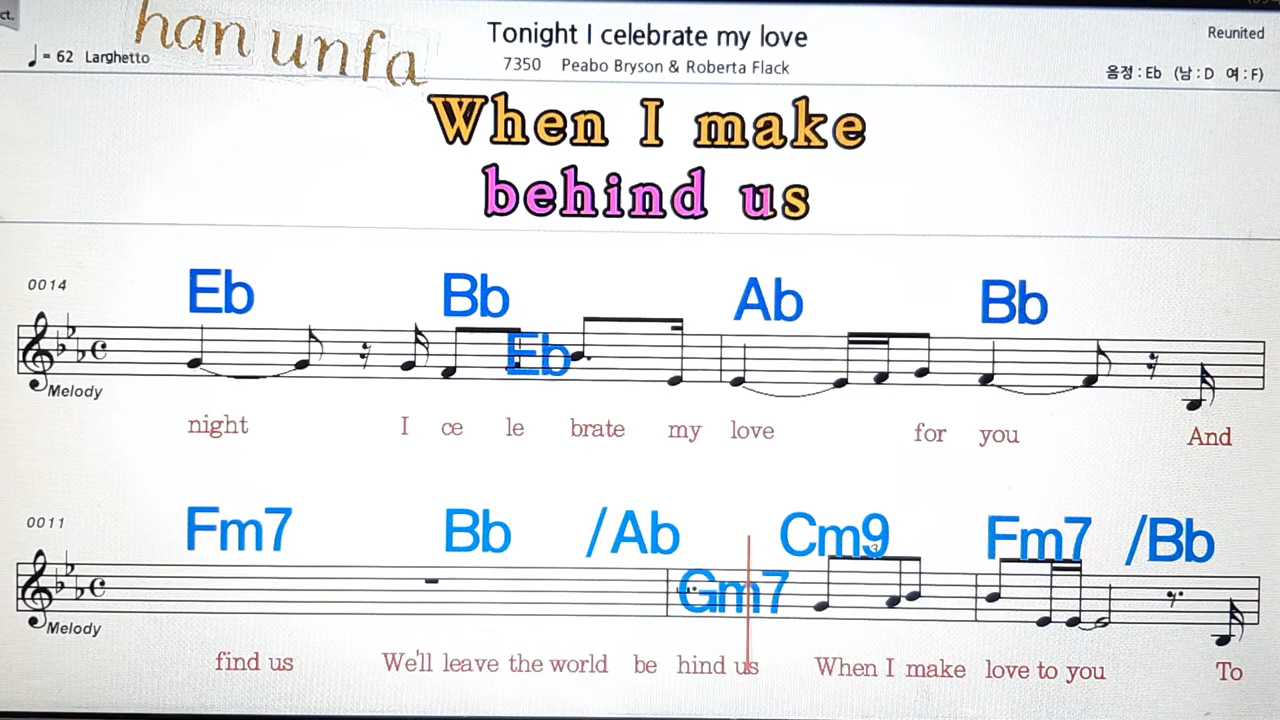 ct.
han unfa
Tonight I celebrate my love
Reunited
♩ = 62 Larghetto
7350 Peabo Bryson & Roberta Flack
음정 : Eb (남 : D 여 : F)
When I make
behind us
0014
Eb Bb Eb Ab Bb
Melody
night I ce le brate my love for you And
0011
Fm7 Bb /Ab Gm7 Cm9 Fm7 /Bb
3
Melody
find us We'll leave the world be hind us When I make love to you To